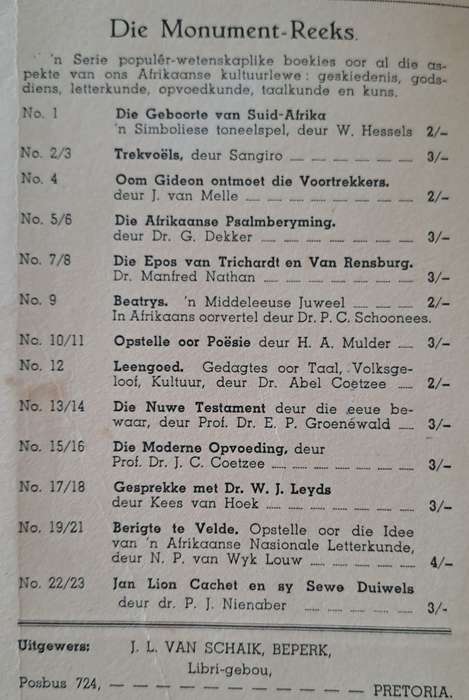 Die Monument-Reeks.
'n Serie populêr-wetenskaplike boekies oor al die as-
pekte van ons Afrikaanse kultuurlewe: geskiedenis, gods-
diens, letterkunde, opvoedkunde, taalkunde en kuns.
No. 1 Die Geboorte van Suid-Afrika
'n Simboliese toneelspel, deur W. Hessels 2/-
No. 2/3 Trekvoëls, deur Sangiro 3/-
No. 4 Oom Gideon ontmoet die Voortrekkers.
deur J. van Melle 2/-
No. 5/6 Die Afrikaanse Psalmberyming.
deur Dr. G. Dekker 3/-
No. 7/8 Die Epos van Trichardt en Van Rensburg.
Dr. Manfred Nathan 3/-
No. 9 Beatrys. 'n Middeleeuse Juweel 2/-
In Afrikaans oorvertel deur Dr. P. C. Schoonees.
No. 10/11 Opstelle oor Poësie deur H. A. Mulder 3/-
No. 12 Leengoed. Gedagtes oor Taal, Volksge-
loof, Kultuur, deur Dr. Abel Coetzee 2/-
No. 13/14 Die Nuwe Testament deur die eeue be-
waar, deur Prof. Dr. E. P. Groenéwald 3/-
No. 15/16 Die Moderne Opvoeding, deur
Prof. Dr. J. C. Coetzee 3/-
No. 17/18 Gesprekke met Dr. W. J. Leyds
deur Kees van Hoek 3/-
No. 19/21 Berigte te Velde. Opstelle oor die Idee
van 'n Afrikaanse Nasionale Letterkunde,
deur N. P. van Wyk Louw 4/-
No. 22/23 Jan Lion Cachet en sy Sewe Duiwels
deur dr. P. J. Nienaber 3/-
Uitgewers: J. L. VAN SCHAIK, BEPERK,
Libri-gebou,
Posbus 724, PRETORIA.